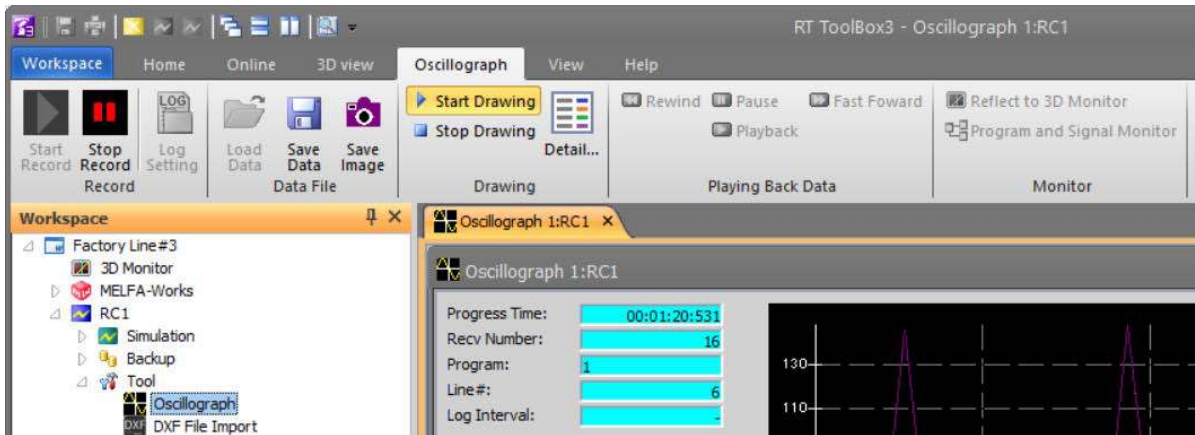 RT ToolBox3 - Oscillograph 1:RC1
Workspace Home Online 3D view Oscillograph View Help
Start Record Stop Record Log Setting Load Data Save Data Save Image Start Drawing Stop Drawing Detail... Rewind Pause Fast Foward Playback Reflect to 3D Monitor Program and Signal Monitor
LOG
Record Data File Drawing Playing Back Data Monitor
Workspace
Oscillograph 1:RC1
Factory Line#3
3D Monitor
MELFA-Works
RC1
Simulation
Backup
Tool
Oscillograph
DXF DXF File Import
Oscillograph 1:RC1
Progress Time: 00:01:20:531
Recv Number: 16
Program: 1
Line#: 6
Log Interval: -
130
110